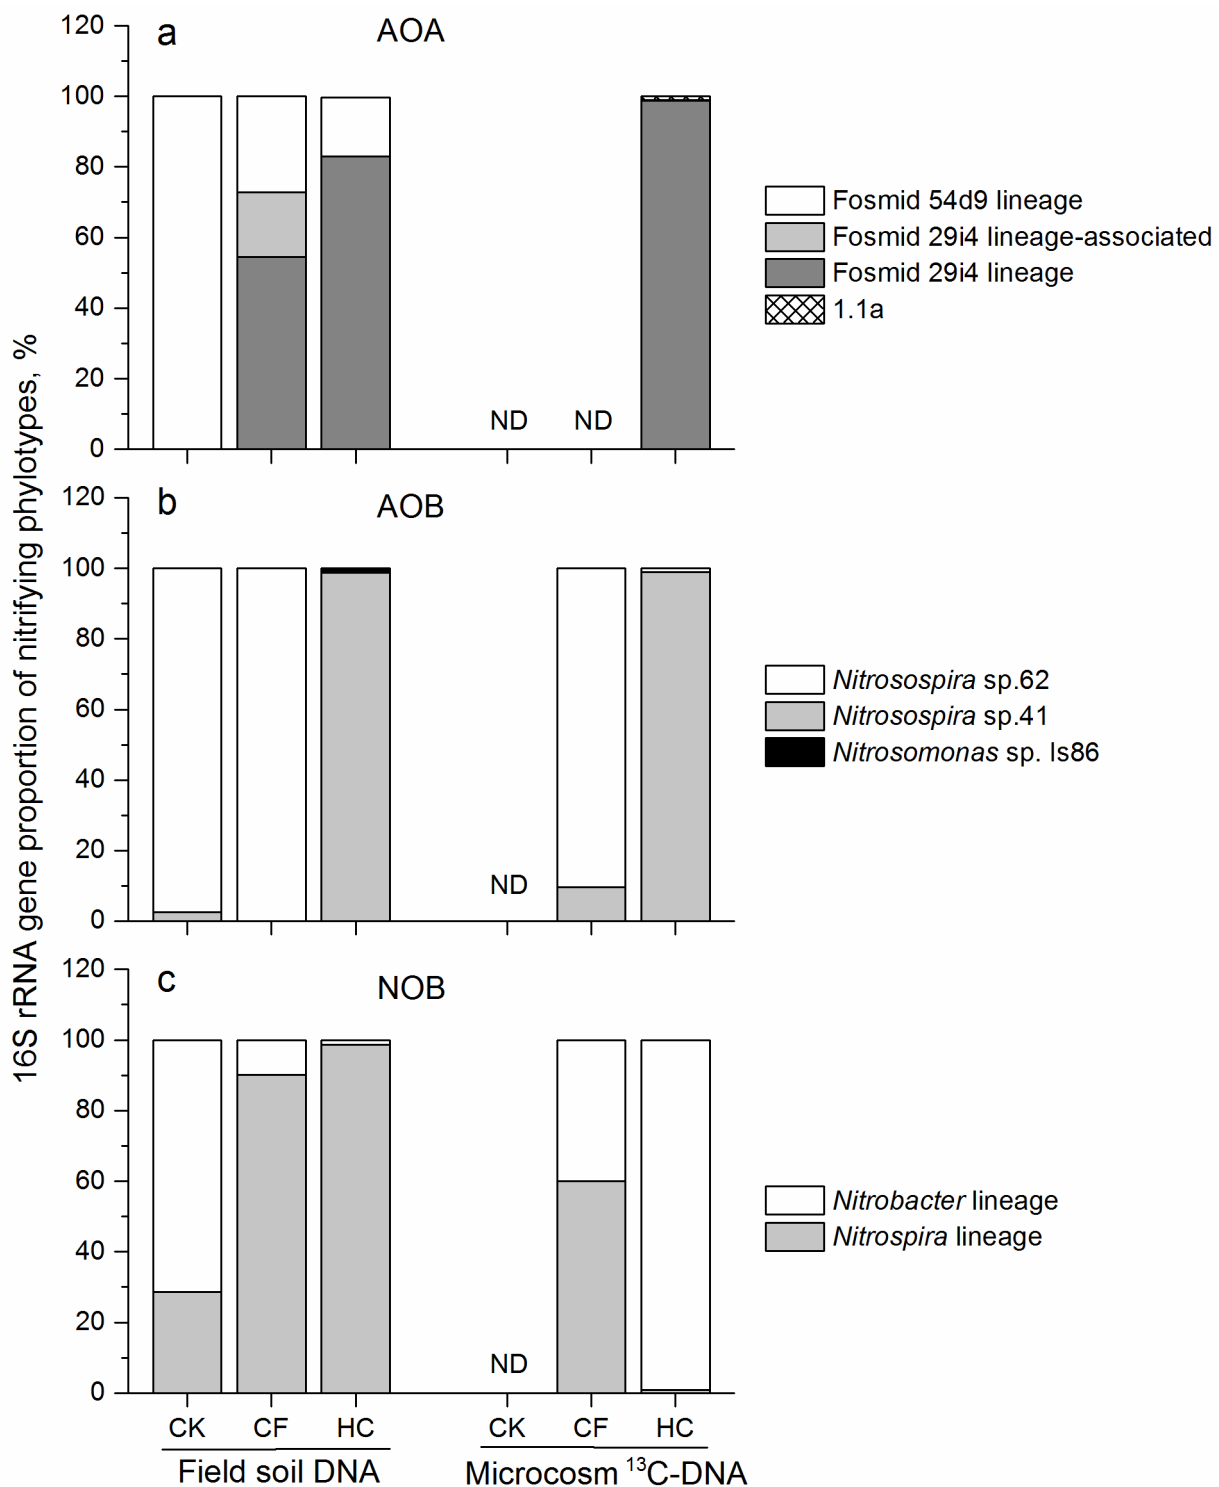 16S rRNA gene proportion of nitrifying phylotypes, %
a
AOA
120
100
80
60
40
20
0
ND
ND
Fosmid 54d9 lineage
Fosmid 29i4 lineage-associated
Fosmid 29i4 lineage
1.1a
b
AOB
120
100
80
60
40
20
0
ND
Nitrosospira sp.62
Nitrosospira sp.41
Nitrosomonas sp. Is86
c
NOB
120
100
80
60
40
20
0
ND
Nitrobacter lineage
Nitrospira lineage
CK CF HC CK CF HC
Field soil DNA Microcosm ¹³C-DNA